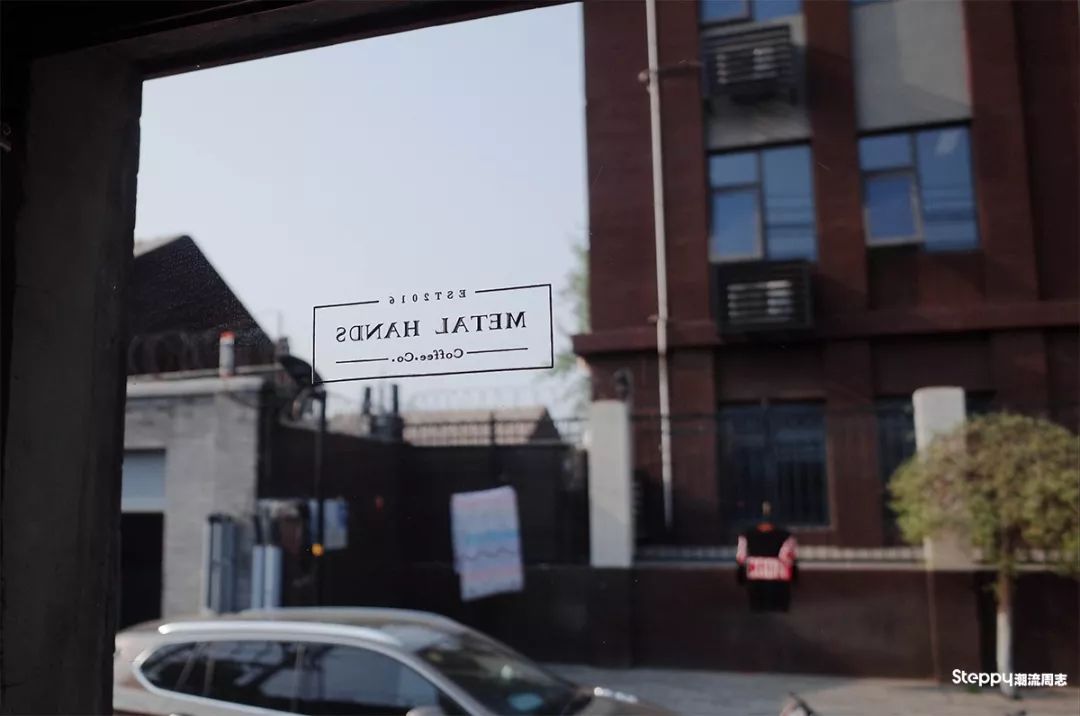 EST2016
METAL HANDS
Coffee.Co.
Steppy潮流周志